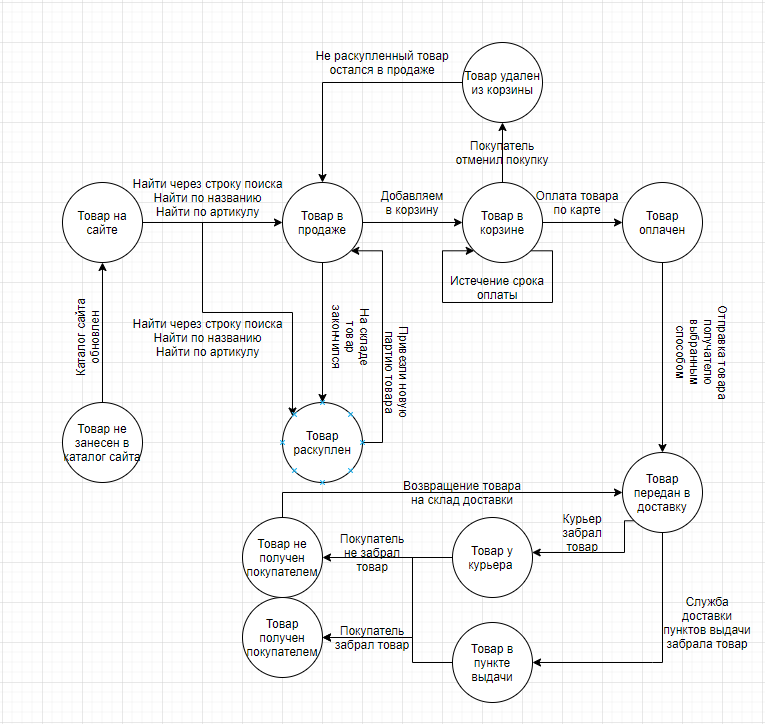 Не раскупленный товар
остался в продаже
Товар удален
из корзины
Покупатель
отменил покупку
Найти через строку поиска
Найти по названию
Найти по артикулу
Добавляем
в корзину
Оплата товара
по карте
Товар на
сайте
Товар в
продаже
Товар в
корзине
Товар
оплачен
Истечение срока
оплаты
Каталог сайта
обновлен
Найти через строку поиска
Найти по названию
Найти по артикулу
На складе
товар
закончился
Привезли новую
партию товара
Отправка товара
получателю
выбранным
способом
Товар не
занесен в
каталог сайта
Товар
раскуплен
Товар
передан в
доставку
Возвращение товара
на склад доставки
Курьер
забрал
товар
Покупатель
не забрал
товар
Товар не
получен
покупателем
Товар у
курьера
Служба
доставки
пунктов выдачи
забрала товар
Товар
получен
покупателем
Покупатель
забрал товар
Товар в
пункте
выдачи